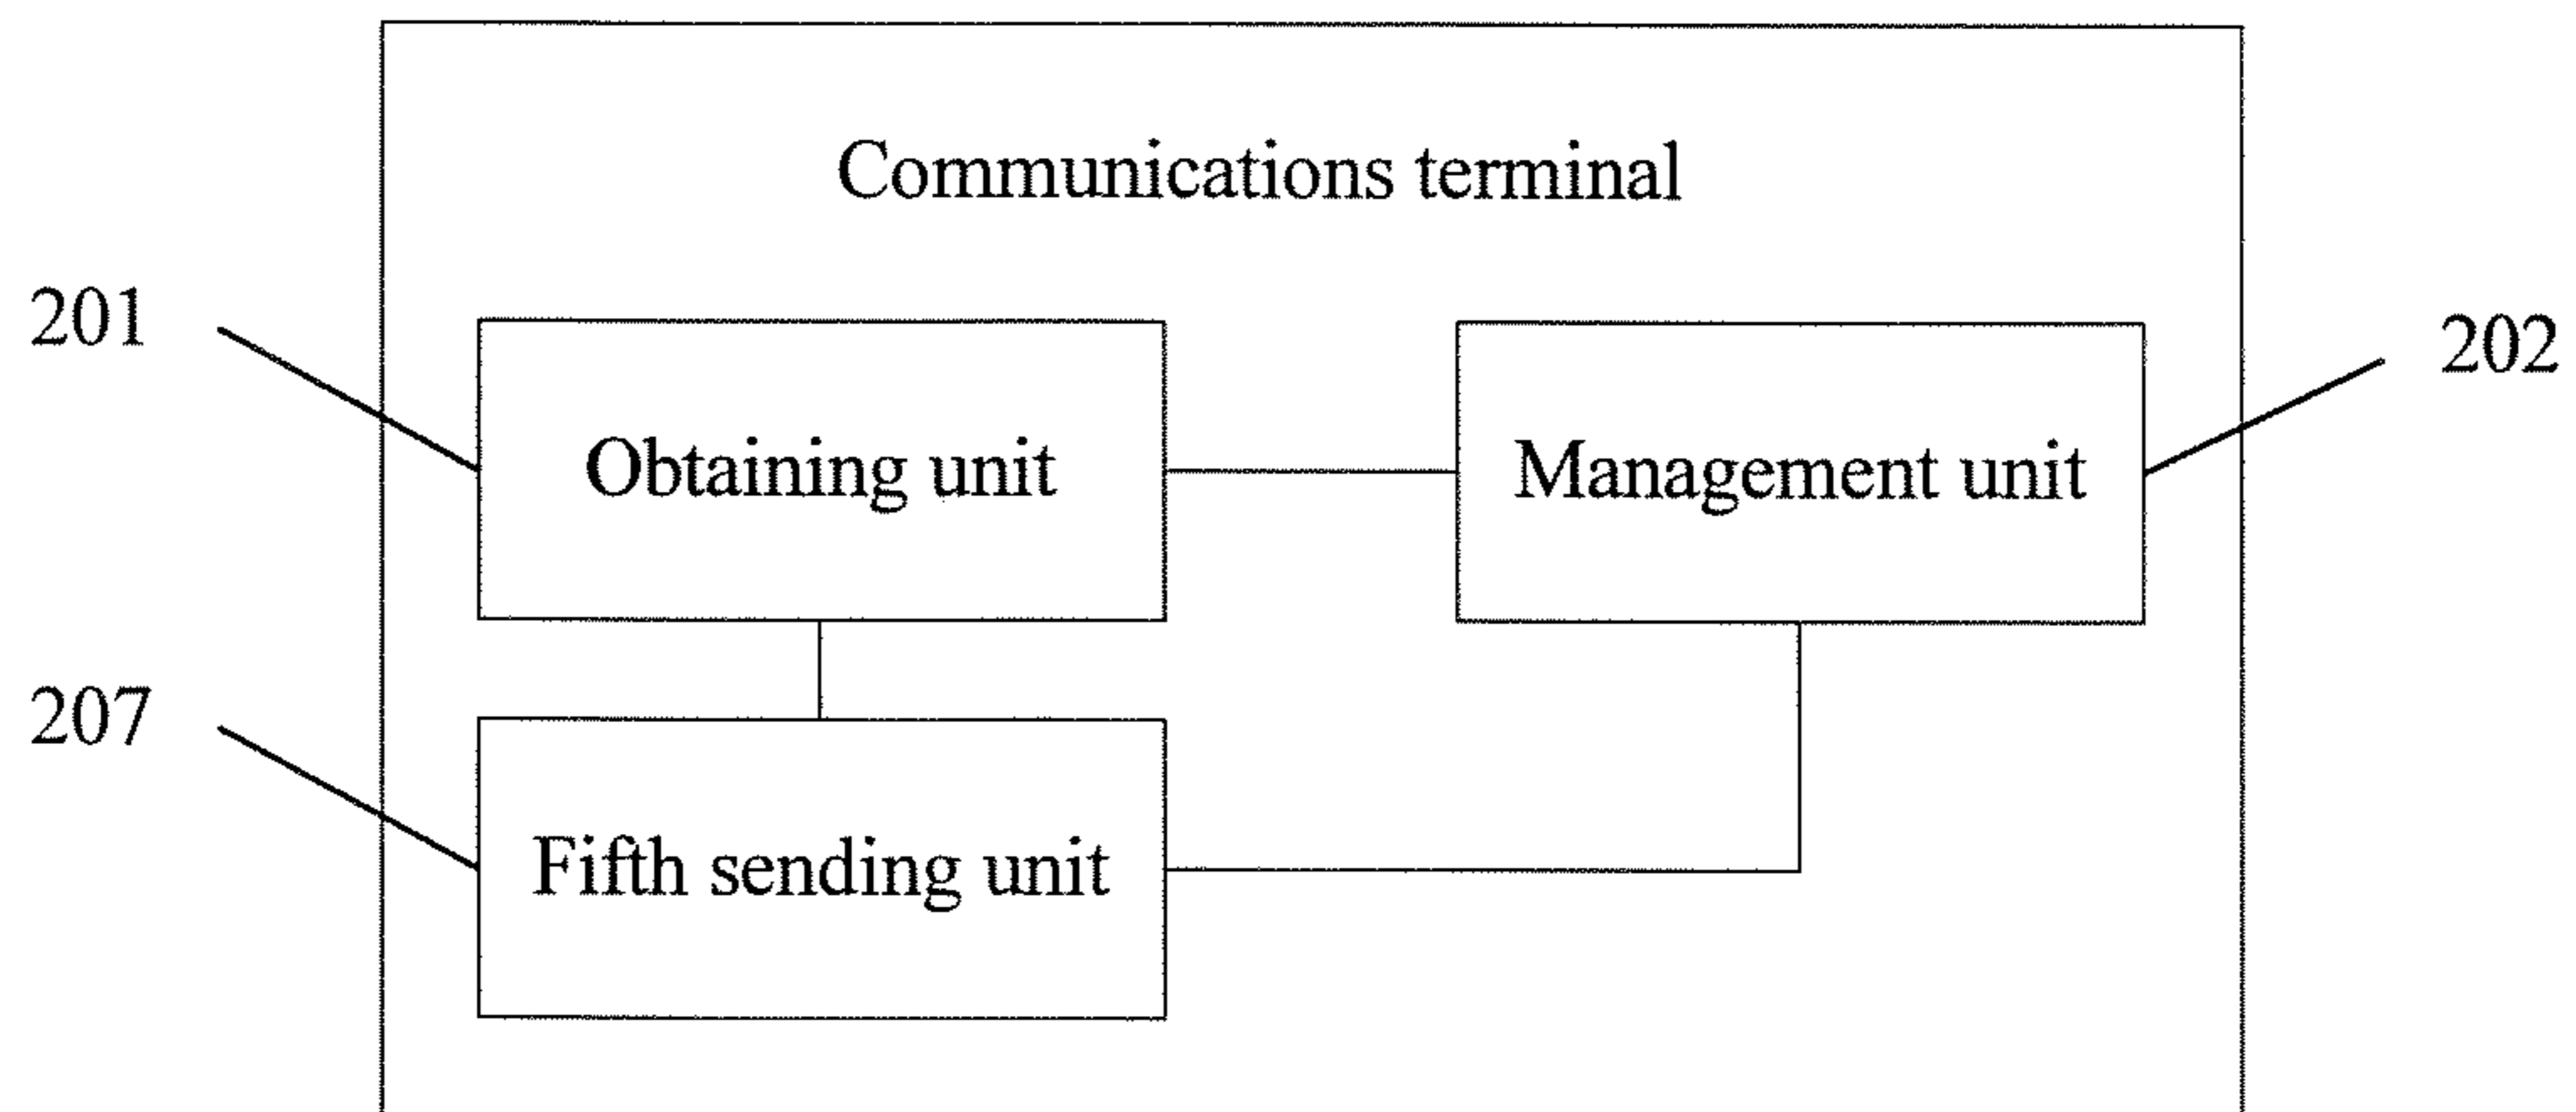 Communications terminal
201
Obtaining unit
Management unit
202
207
Fifth sending unit